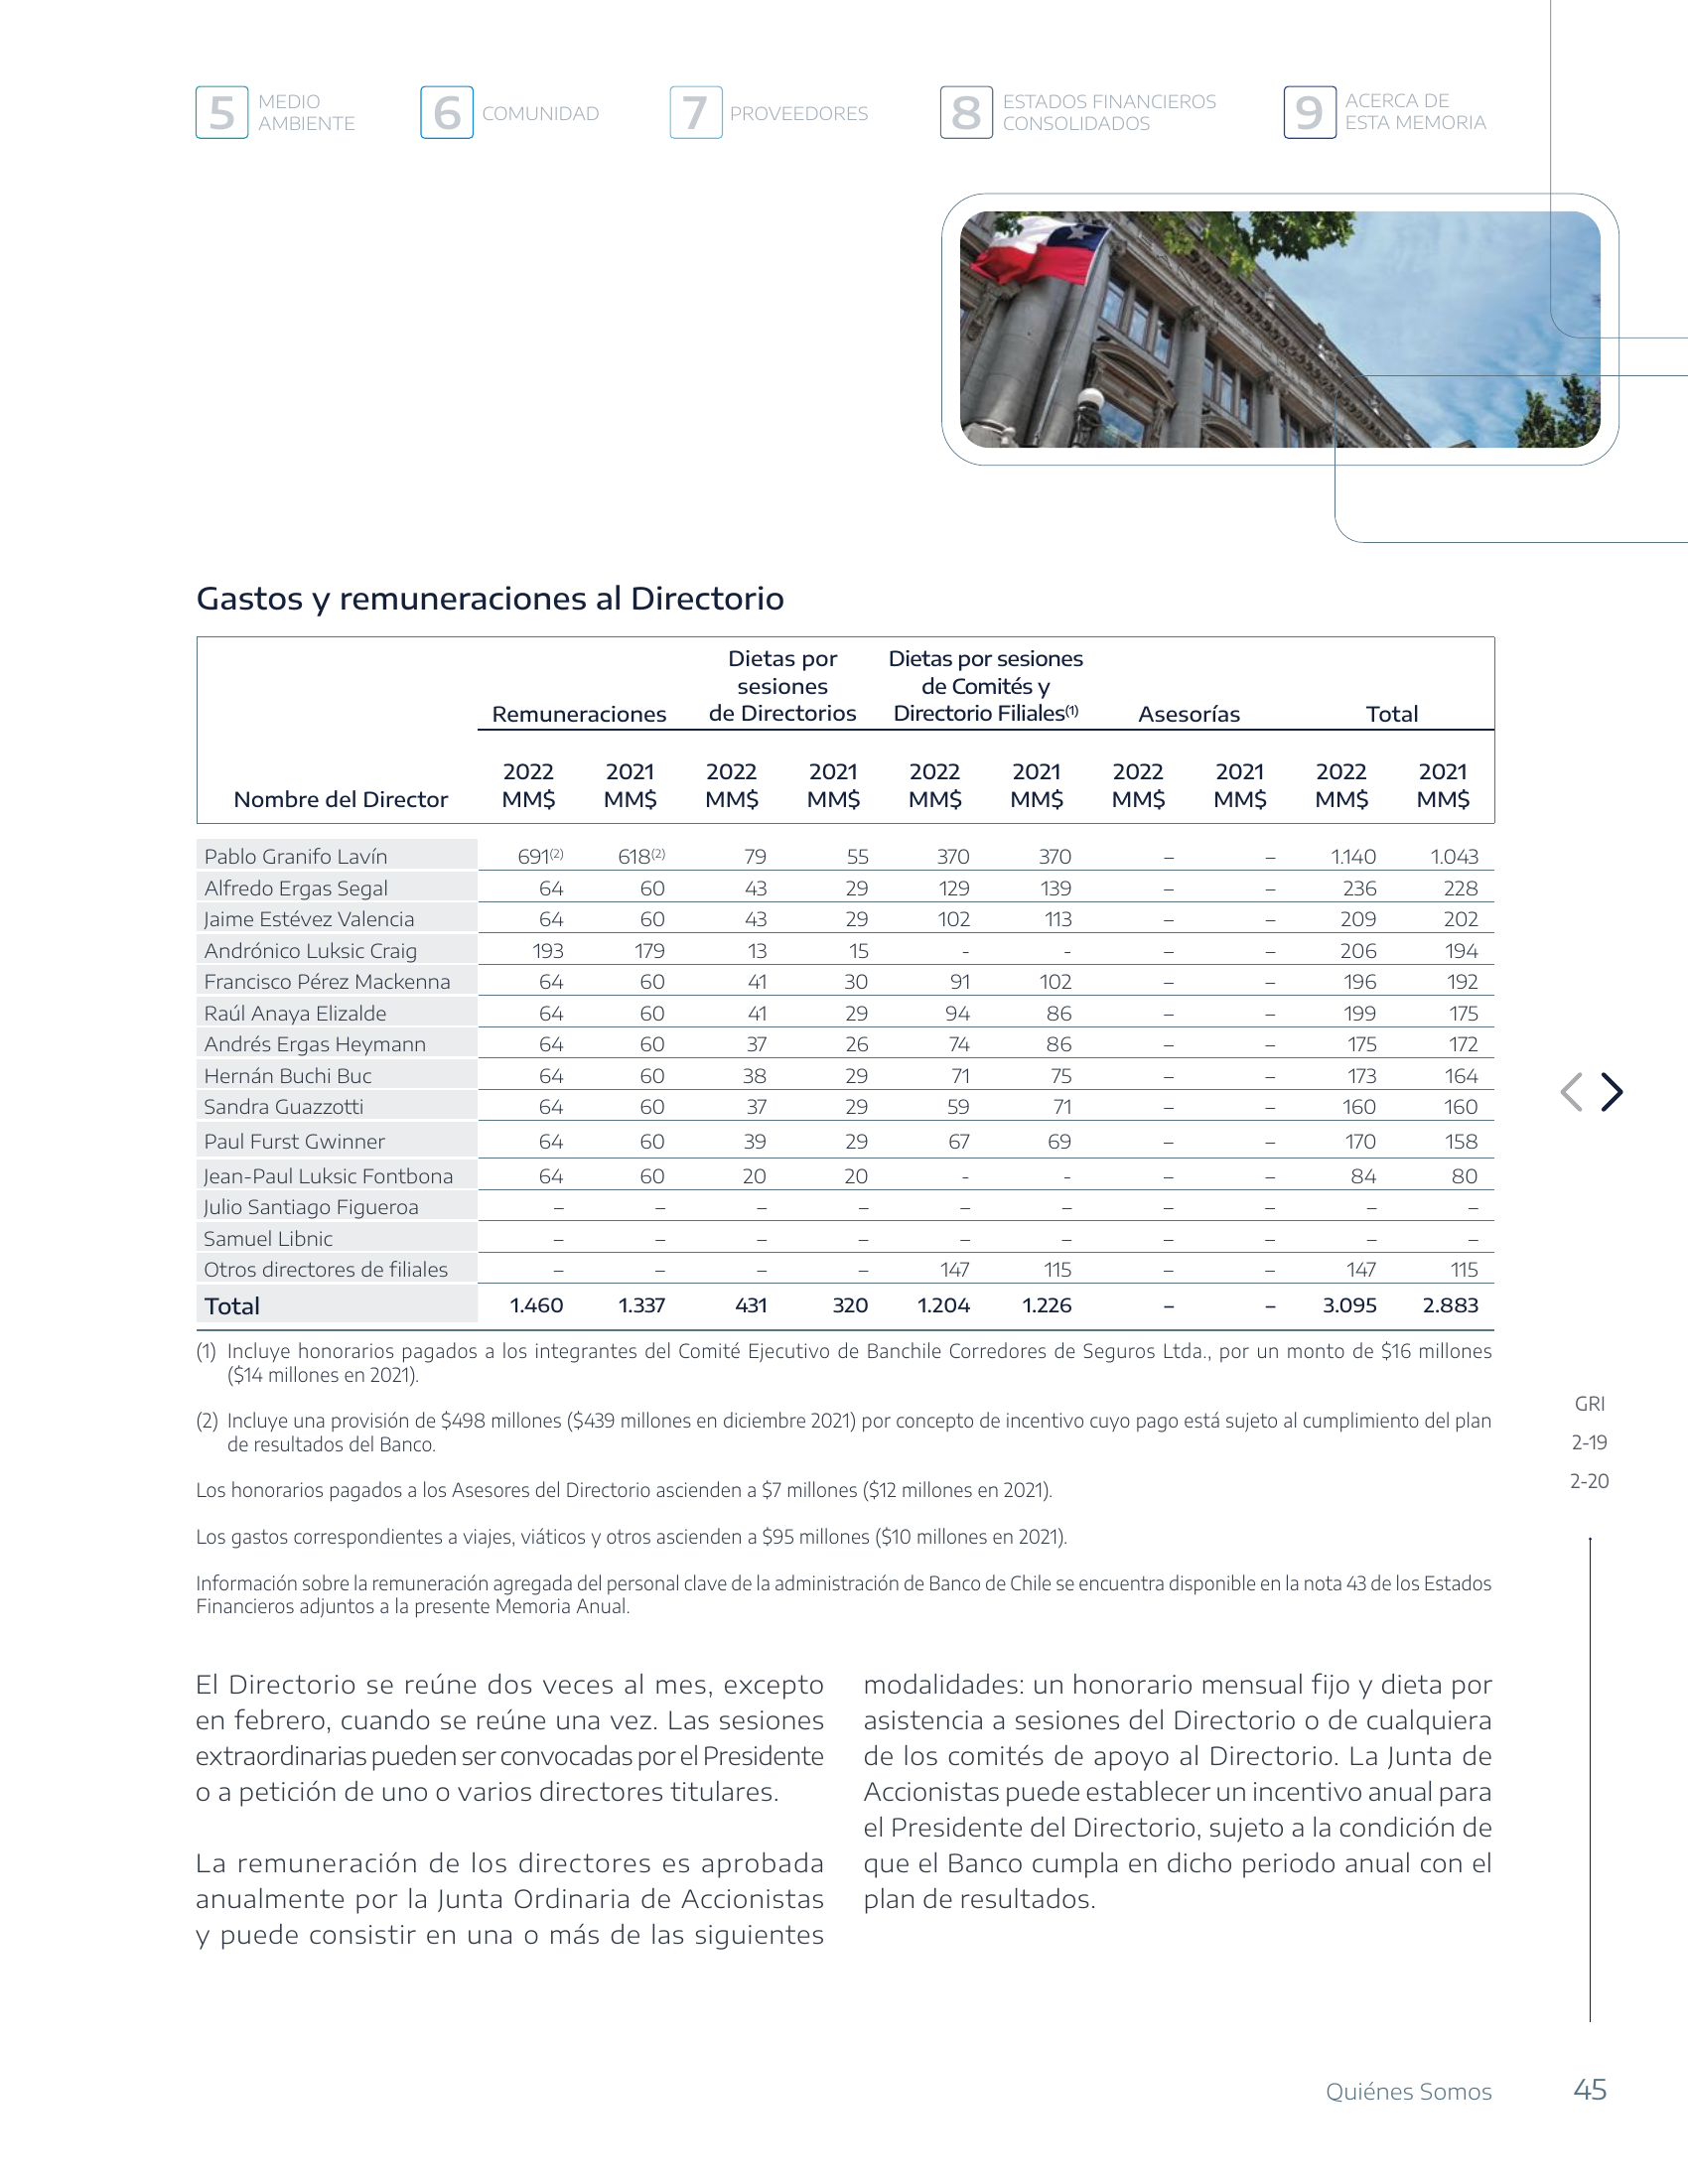 5 MEDIO AMBIENTE
6 COMUNIDAD
7 PROVEEDORES
8 ESTADOS FINANCIEROS CONSOLIDADOS
9 ACERCA DE ESTA MEMORIA
Gastos y remuneraciones al Directorio
Nombre del Director
Remuneraciones
Dietas por sesiones de Directorios
Dietas por sesiones de Comités y Directorio Filiales(1)
Asesorías
Total
2022 MM$ 2021 MM$ 2022 MM$ 2021 MM$ 2022 MM$ 2021 MM$ 2022 MM$ 2021 MM$ 2022 MM$ 2021 MM$
Pablo Granifo Lavín 691(2) 618(2) 79 55 370 370 – – 1.140 1.043
Alfredo Ergas Segal 64 60 43 29 129 139 – – 236 228
Jaime Estévez Valencia 64 60 43 29 102 113 – – 209 202
Andrónico Luksic Craig 193 179 13 15 - - – – 206 194
Francisco Pérez Mackenna 64 60 41 30 91 102 – – 196 192
Raúl Anaya Elizalde 64 60 41 29 94 86 – – 199 175
Andrés Ergas Heymann 64 60 37 26 74 86 – – 175 172
Hernán Buchi Buc 64 60 38 29 71 75 – – 173 164
Sandra Guazzotti 64 60 37 29 59 71 – – 160 160
Paul Furst Gwinner 64 60 39 29 67 69 – – 170 158
Jean-Paul Luksic Fontbona 64 60 20 20 - - – – 84 80
Julio Santiago Figueroa – – – – – – – – – –
Samuel Libnic – – – – – – – – – –
Otros directores de filiales – – – – 147 115 – – 147 115
Total 1.460 1.337 431 320 1.204 1.226 – – 3.095 2.883
(1) Incluye honorarios pagados a los integrantes del Comité Ejecutivo de Banchile Corredores de Seguros Ltda., por un monto de $16 millones
($14 millones en 2021).
(2) Incluye una provisión de $498 millones ($439 millones en diciembre 2021) por concepto de incentivo cuyo pago está sujeto al cumplimiento del plan
de resultados del Banco.
Los honorarios pagados a los Asesores del Directorio ascienden a $7 millones ($12 millones en 2021).
Los gastos correspondientes a viajes, viáticos y otros ascienden a $95 millones ($10 millones en 2021).
Información sobre la remuneración agregada del personal clave de la administración de Banco de Chile se encuentra disponible en la nota 43 de los Estados
Financieros adjuntos a la presente Memoria Anual.
GRI
2-19
2-20
El Directorio se reúne dos veces al mes, excepto
en febrero, cuando se reúne una vez. Las sesiones
extraordinarias pueden ser convocadas por el Presidente
o a petición de uno o varios directores titulares.
La remuneración de los directores es aprobada
anualmente por la Junta Ordinaria de Accionistas
y puede consistir en una o más de las siguientes
modalidades: un honorario mensual fijo y dieta por
asistencia a sesiones del Directorio o de cualquiera
de los comités de apoyo al Directorio. La Junta de
Accionistas puede establecer un incentivo anual para
el Presidente del Directorio, sujeto a la condición de
que el Banco cumpla en dicho periodo anual con el
plan de resultados.
Quiénes Somos 45